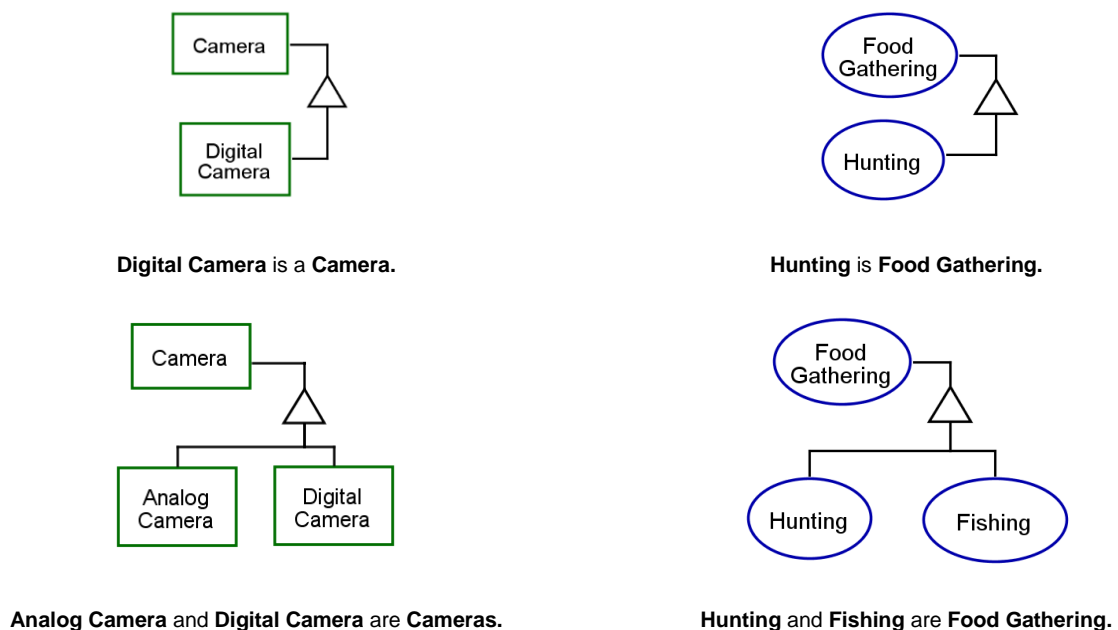 Camera
Digital
Camera
Digital Camera is a Camera.
Food
Gathering
Hunting
Hunting is Food Gathering.
Camera
Analog
Camera
Digital
Camera
Analog Camera and Digital Camera are Cameras.
Food
Gathering
Hunting
Fishing
Hunting and Fishing are Food Gathering.